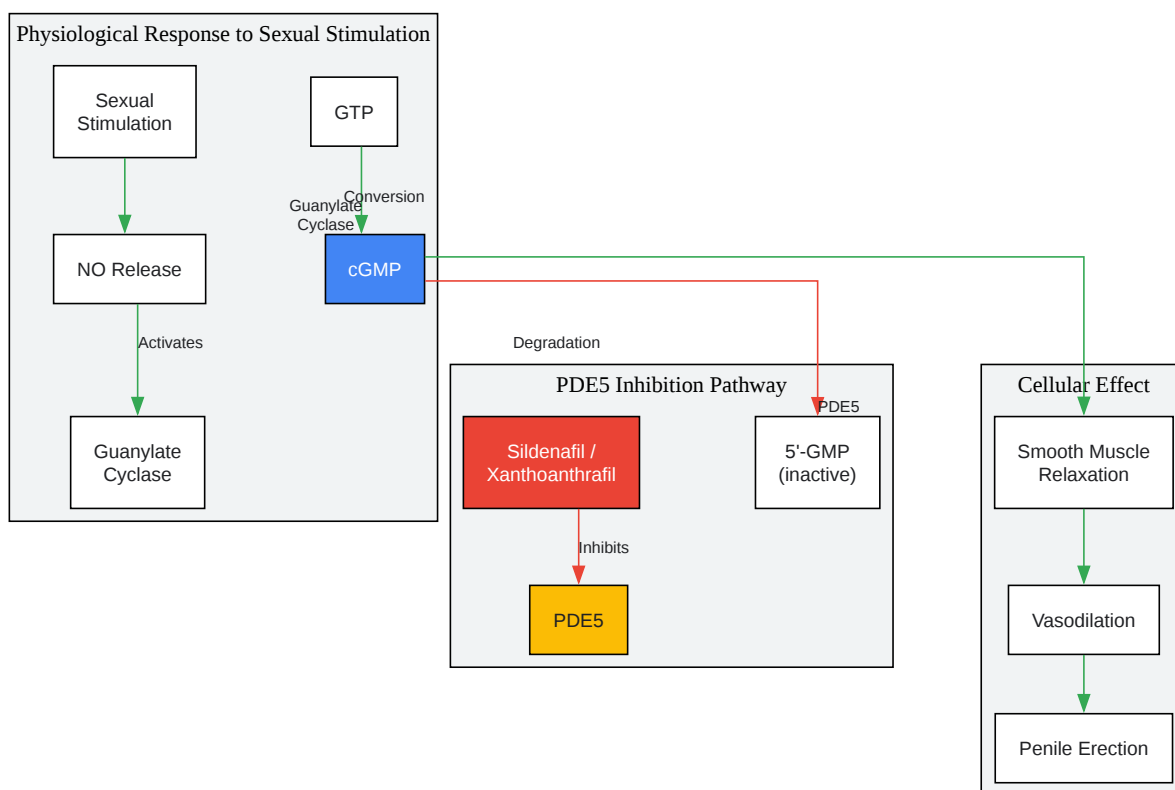 Physiological Response to Sexual Stimulation
Sexual
Stimulation
GTP
Conversion
Guanylate
Cyclase
NO Release
cGMP
Activates
Guanylate
Cyclase
Degradation
PDE5 Inhibition Pathway
PDE5
Sildenafil /
Xanthoanthrafil
5'-GMP
(inactive)
Inhibits
PDE5
Cellular Effect
Smooth Muscle
Relaxation
Vasodilation
Penile Erection